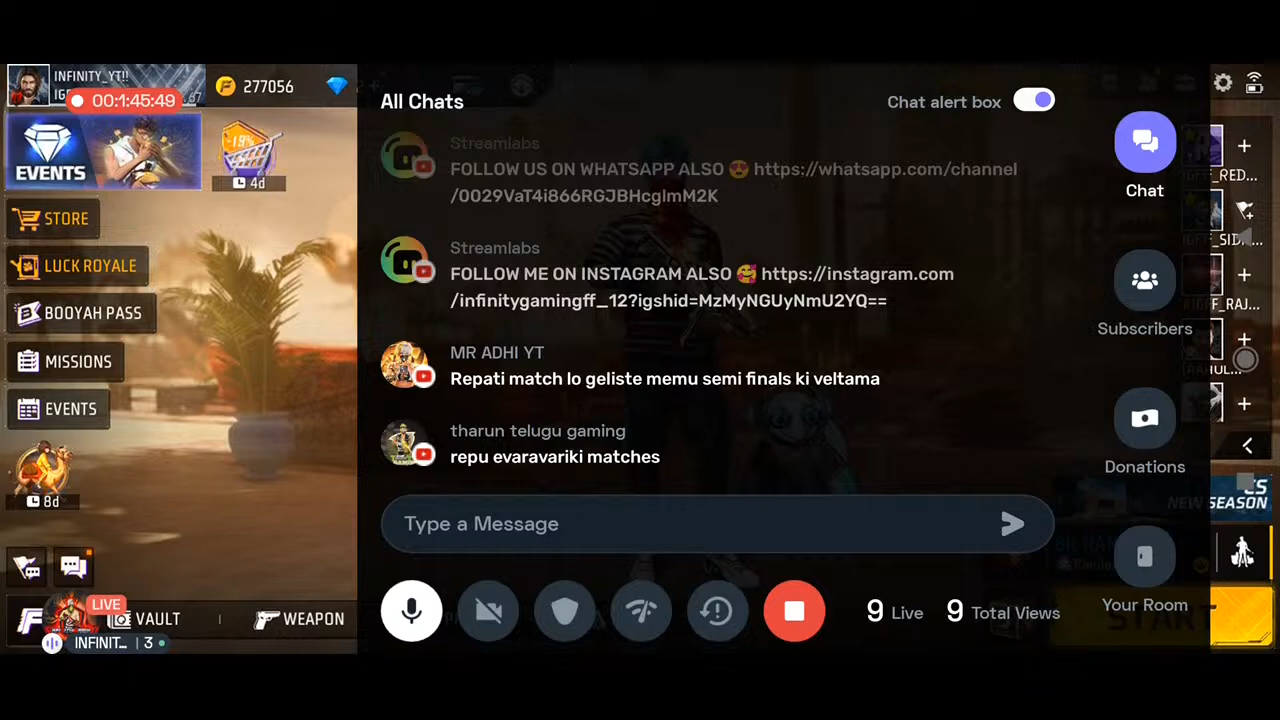 INFINITY_YT!!
277056
00:1:45:49
EVENTS
-19%
4d
STORE
LUCK ROYALE
BOOYAH PASS
MISSIONS
EVENTS
8d
LIVE
VAULT
WEAPON
INFINIT... | 3
All Chats
Chat alert box
Streamlabs
FOLLOW US ON WHATSAPP ALSO 😍 https://whatsapp.com/channel
/0029VaT4i866RGJBHcglmM2K
Streamlabs
FOLLOW ME ON INSTAGRAM ALSO 🥰 https://instagram.com
/infinitygamingff_12?igshid=MzMyNGUyNmU2YQ==
MR ADHI YT
Repati match lo geliste memu semi finals ki veltama
tharun telugu gaming
repu evaravariki matches
Type a Message
9 Live
9 Total Views
Chat
Subscribers
Donations
Your Room
NEW SEASON
START